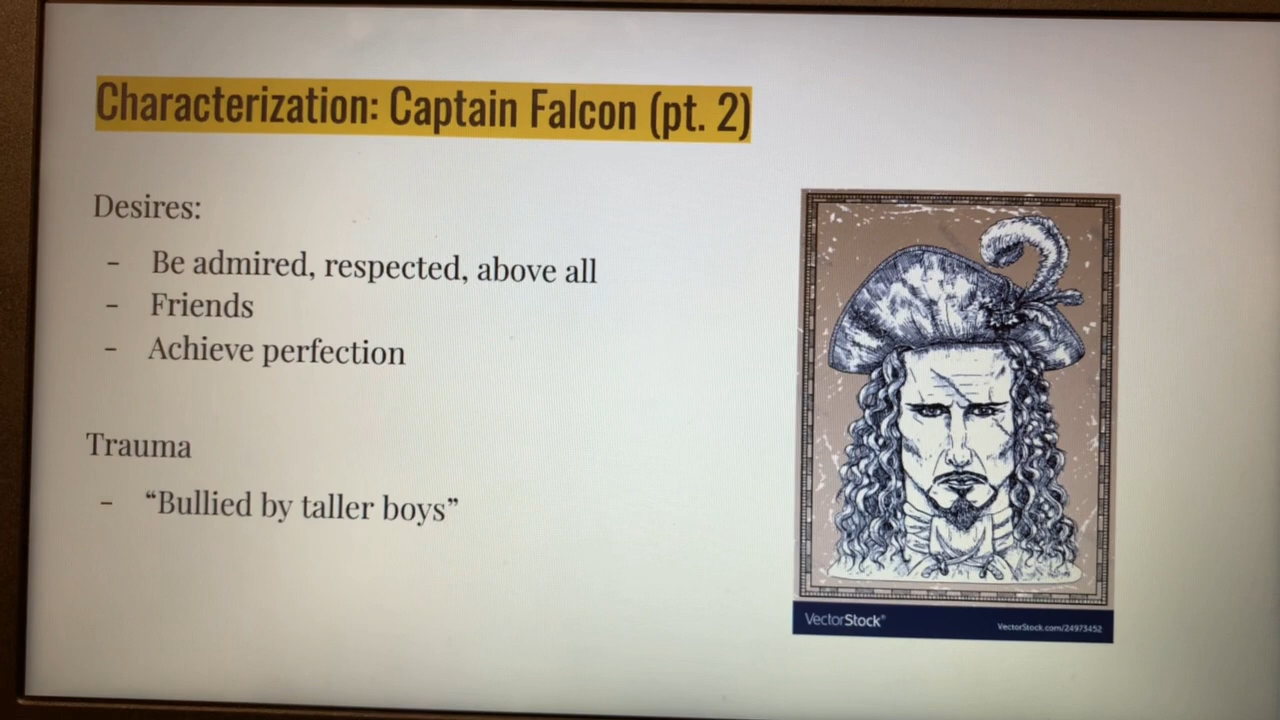 Characterization: Captain Falcon (pt. 2)
Desires:
- Be admired, respected, above all
- Friends
- Achieve perfection
Trauma
- “Bullied by taller boys”
VectorStock®
VectorStock.com/24973452